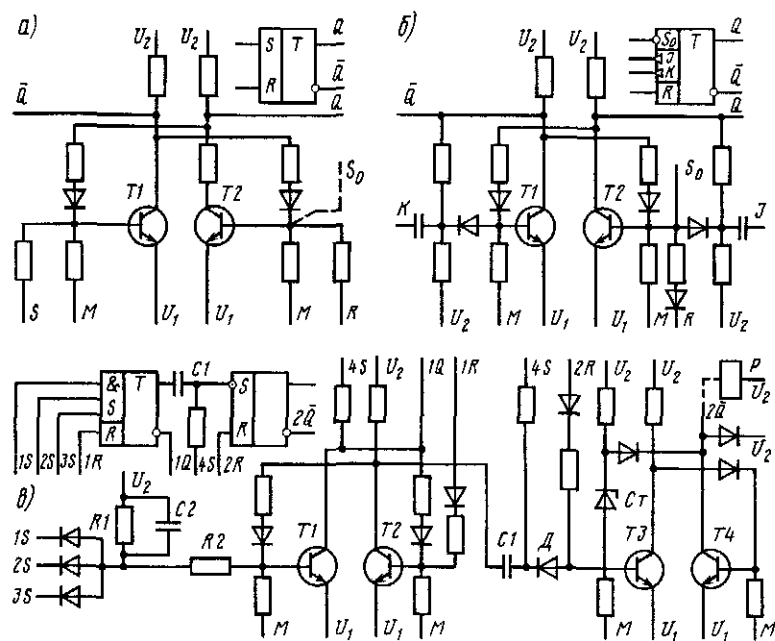 а)
U₂ U₂
S T Q
R Q̄
Q̄ Q
T1 T2
S₀
S M U₁ U₁ M R
б)
U₂ U₂
S₀ T Q
J
K
R Q̄
Q̄ Q
S₀
K T1 T2 J
U₂ M U₁ U₁ M R U₂
в)
& T C1 S
S
R R 2Q̄
1S 2S 3S 1R 1Q 4S 2R
4S U₂ 1Q 1R
4S 2R U₂ U₂ P
U₂
2Q̄
U₂
U₂
R1 C2
1S
2S R2
3S
T1 T2
C1 Д Ст T3 T4
M U₁ U₁ M
M U₁ U₁ M